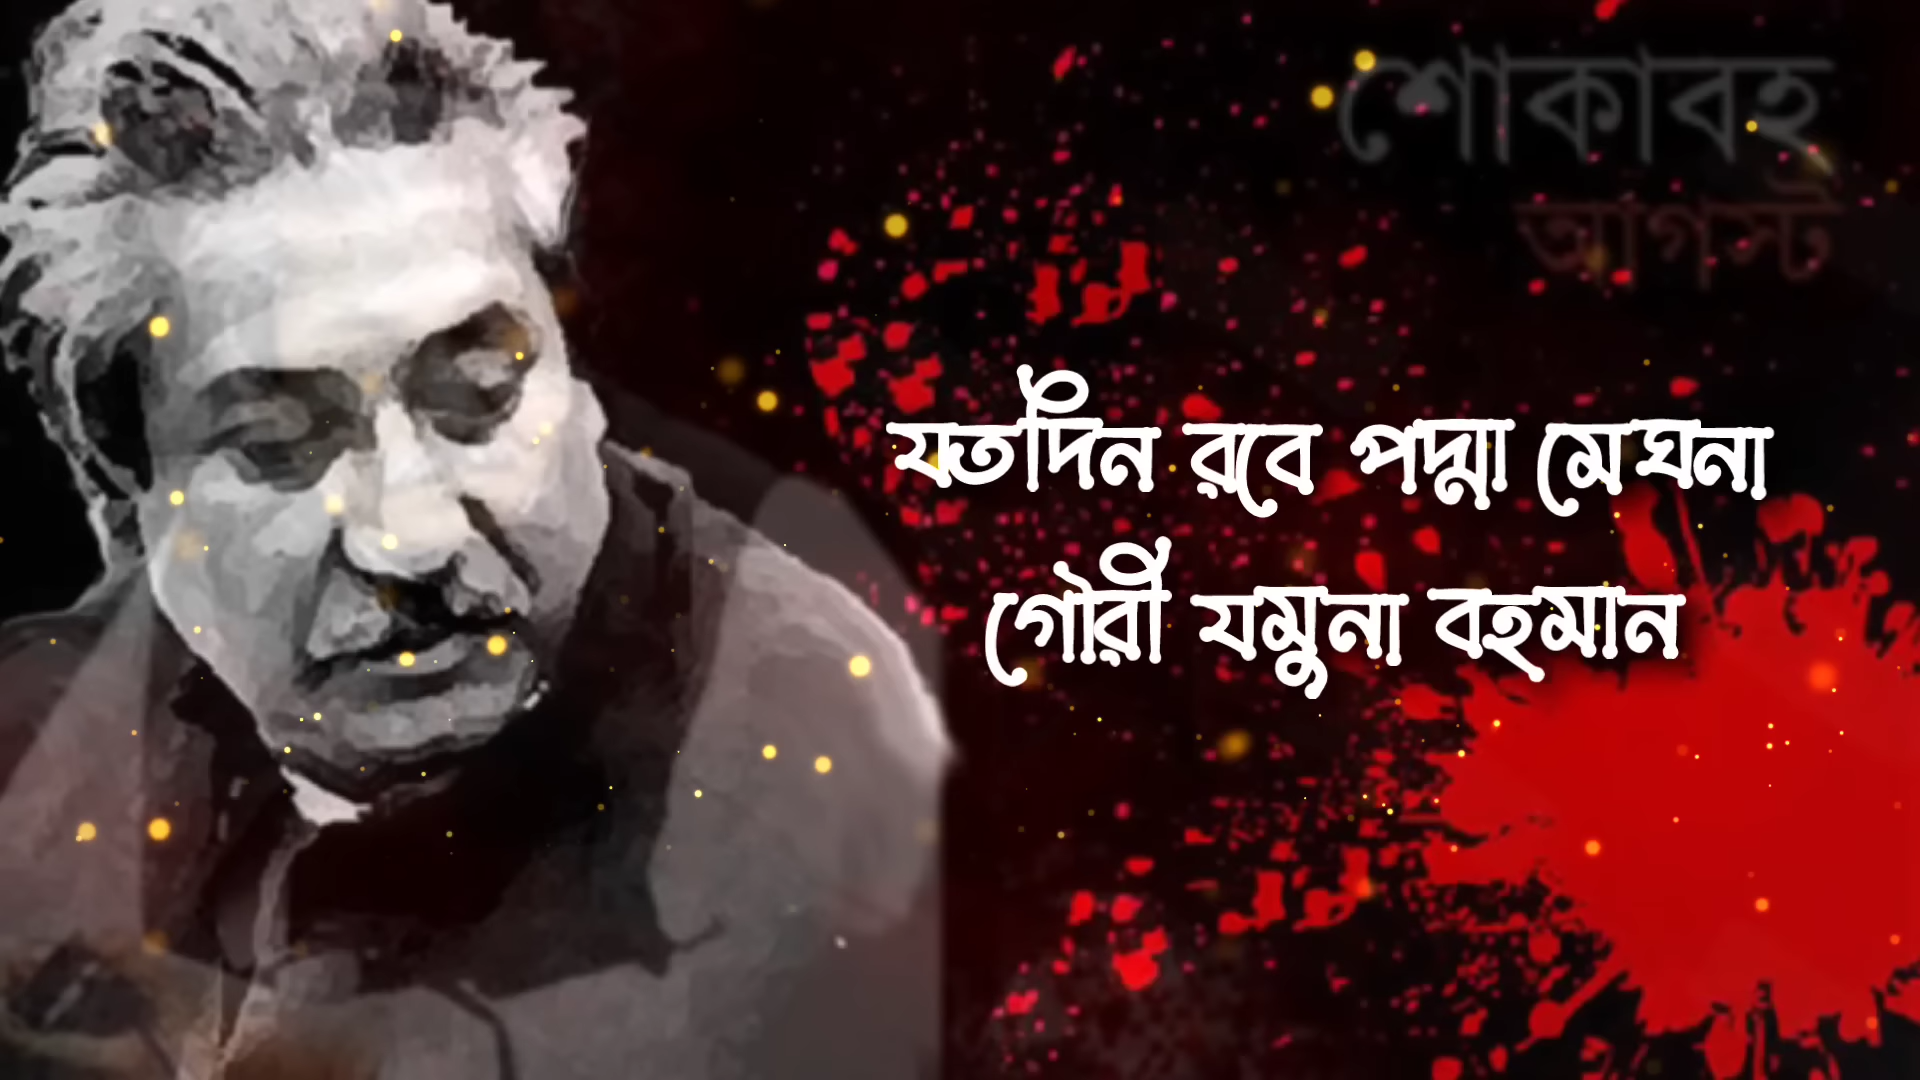 শোকাবহ
আগস্ট
যতদিন রবে পদ্মা মেঘনা
গৌরী যমুনা বহমান